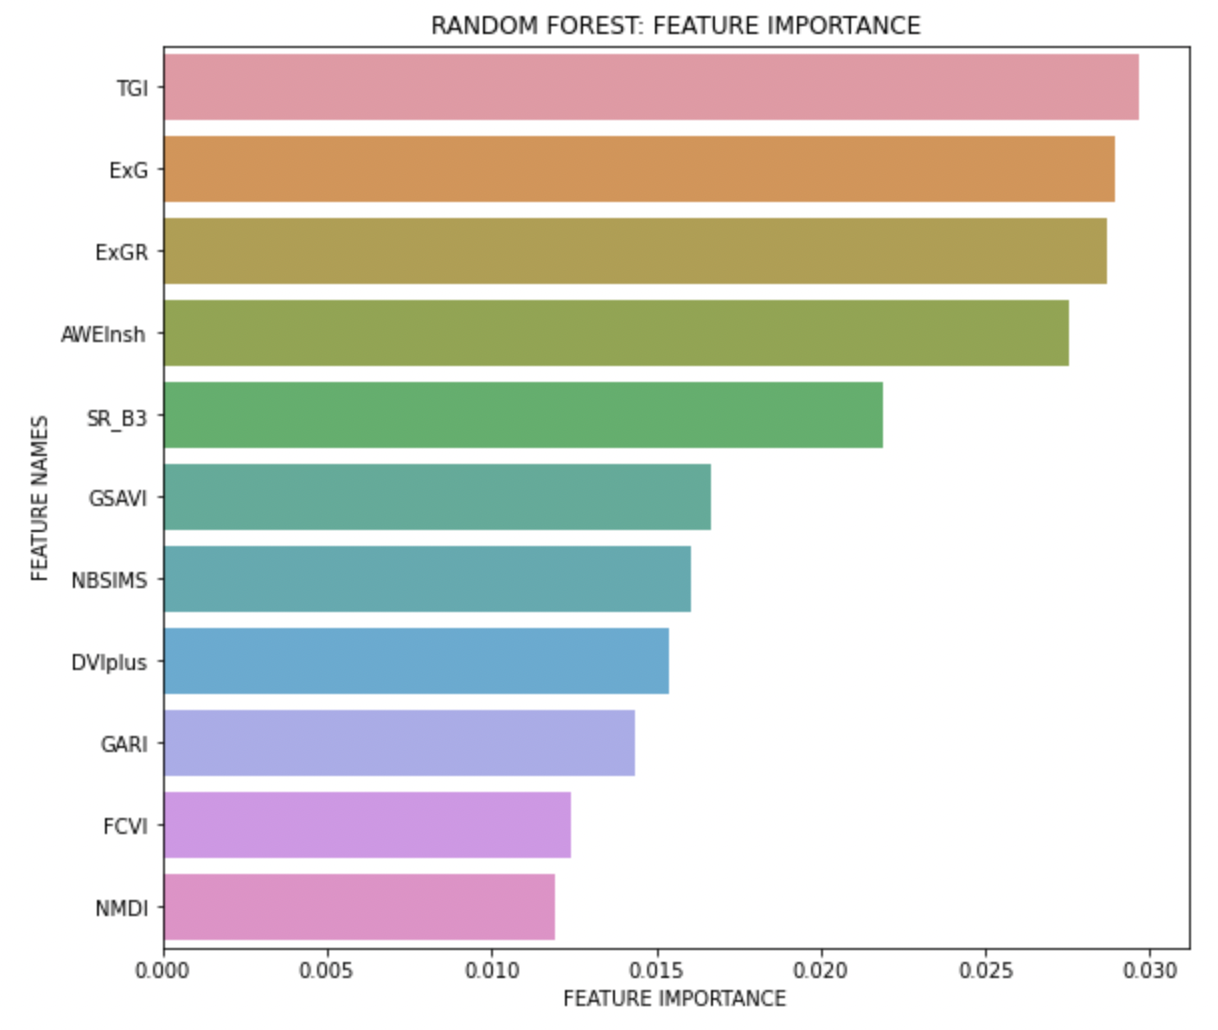 RANDOM FOREST: FEATURE IMPORTANCE
TGI
ExG
ExGR
AWEInsh
SR_B3
GSAVI
NBSIMS
DVIplus
GARI
FCVI
NMDI
FEATURE NAMES
0.000 0.005 0.010 0.015 0.020 0.025 0.030
FEATURE IMPORTANCE